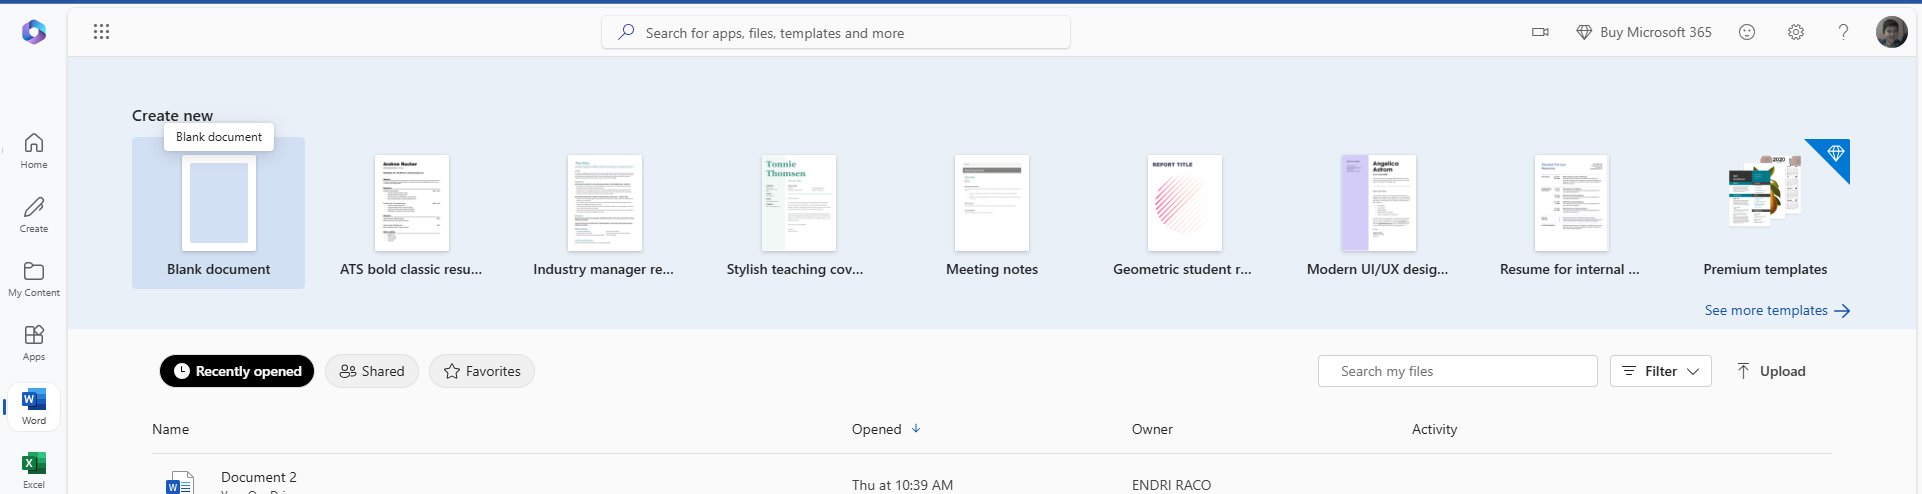 Search for apps, files, templates and more
Buy Microsoft 365
Home
Create
My Content
Apps
Word
Excel
Create new
Blank document
Andree Rocher
Tonnie
Thomsen
REPORT TITLE
Angelica
Astrom
2020
Blank document
ATS bold classic resu...
Industry manager re...
Stylish teaching cov...
Meeting notes
Geometric student r...
Modern UI/UX desig...
Resume for internal ...
Premium templates
See more templates
Recently opened
Shared
Favorites
Search my files
Filter
Upload
Name
Opened
Owner
Activity
Document 2
Thu at 10:39 AM
ENDRI RACO